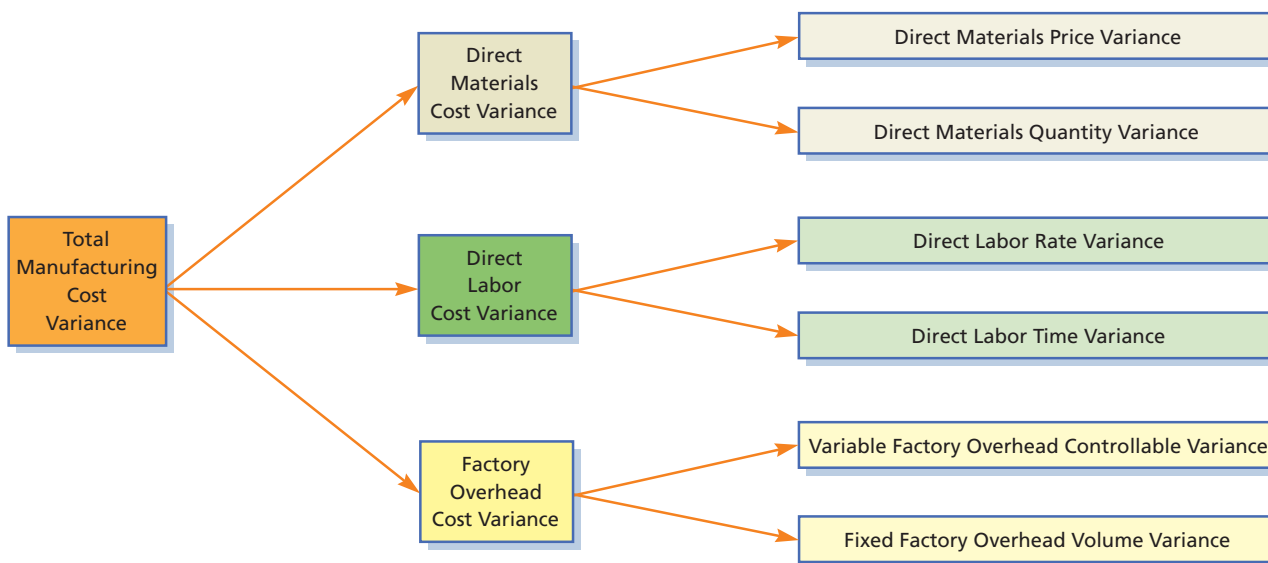 Total
Manufacturing
Cost
Variance
Direct
Materials
Cost Variance
Direct Materials Price Variance
Direct Materials Quantity Variance
Direct
Labor
Cost Variance
Direct Labor Rate Variance
Direct Labor Time Variance
Factory
Overhead
Cost Variance
Variable Factory Overhead Controllable Variance
Fixed Factory Overhead Volume Variance